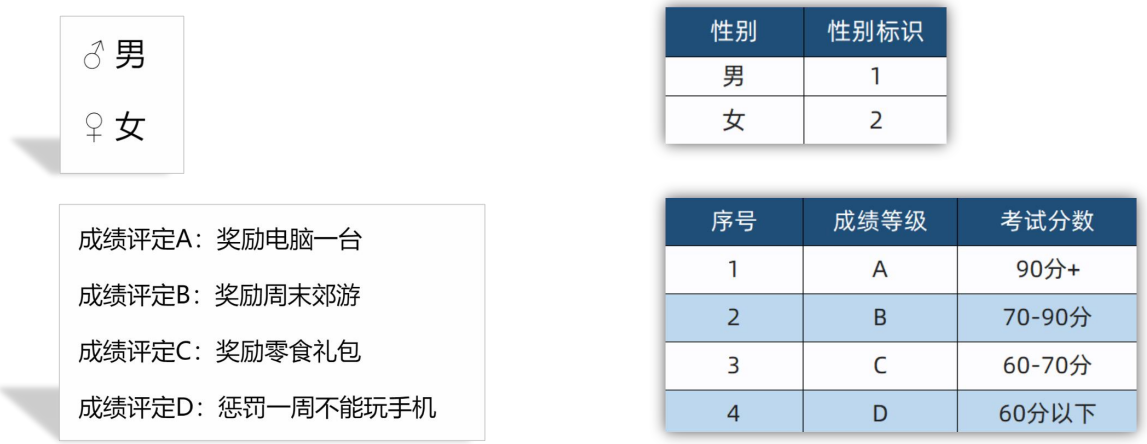 ♂ 男
♀ 女
性别 性别标识
男 1
女 2
成绩评定A：奖励电脑一台
成绩评定B：奖励周末郊游
成绩评定C：奖励零食礼包
成绩评定D：惩罚一周不能玩手机
序号 成绩等级 考试分数
1 A 90分+
2 B 70-90分
3 C 60-70分
4 D 60分以下